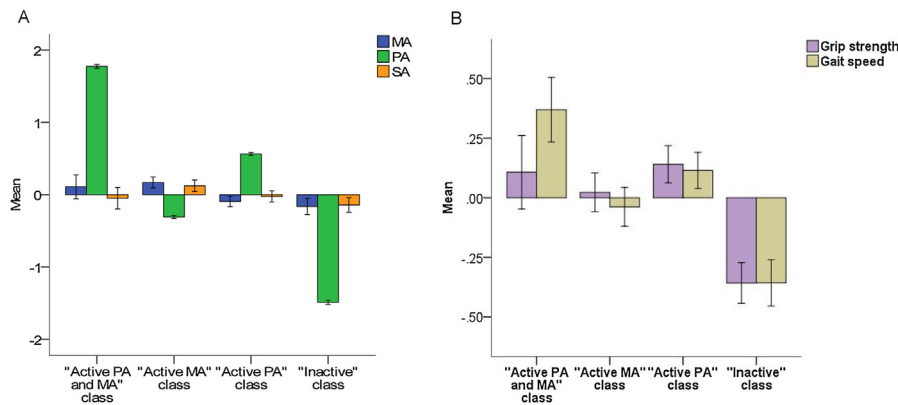 A
MA
PA
SA
2
1
0
-1
-2
Mean
"Active PA
and MA"
class
"Active MA"
class
"Active PA"
class
"Inactive"
class
B
Grip strength
Gait speed
.50
.25
.00
-.25
-.50
Mean
"Active PA
and MA"
class
"Active MA"
class
"Active PA"
class
"Inactive"
class